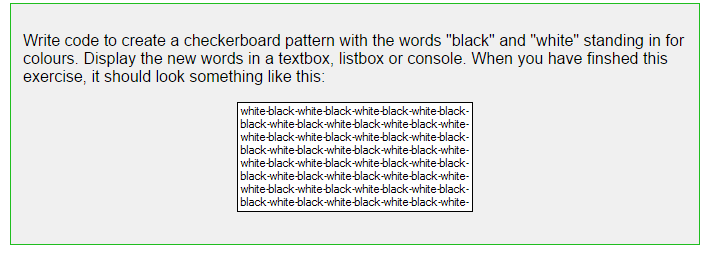 Write code to create a checkerboard pattern with the words "black" and "white" standing in for
colours. Display the new words in a textbox, listbox or console. When you have finshed this
exercise, it should look something like this:
white-black-white-black-white-black-white-black-
black-white-black-white-black-white-black-white-
white-black-white-black-white-black-white-black-
black-white-black-white-black-white-black-white-
white-black-white-black-white-black-white-black-
black-white-black-white-black-white-black-white-
white-black-white-black-white-black-white-black-
black-white-black-white-black-white-black-white-